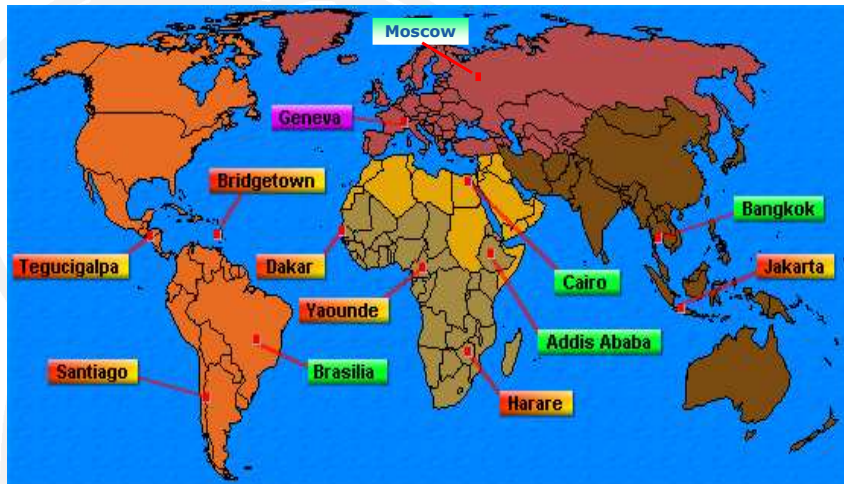 Moscow
Geneva
Bridgetown
Bangkok
Tegucigalpa
Dakar
Jakarta
Cairo
Yaounde
Addis Ababa
Santiago
Brasilia
Harare